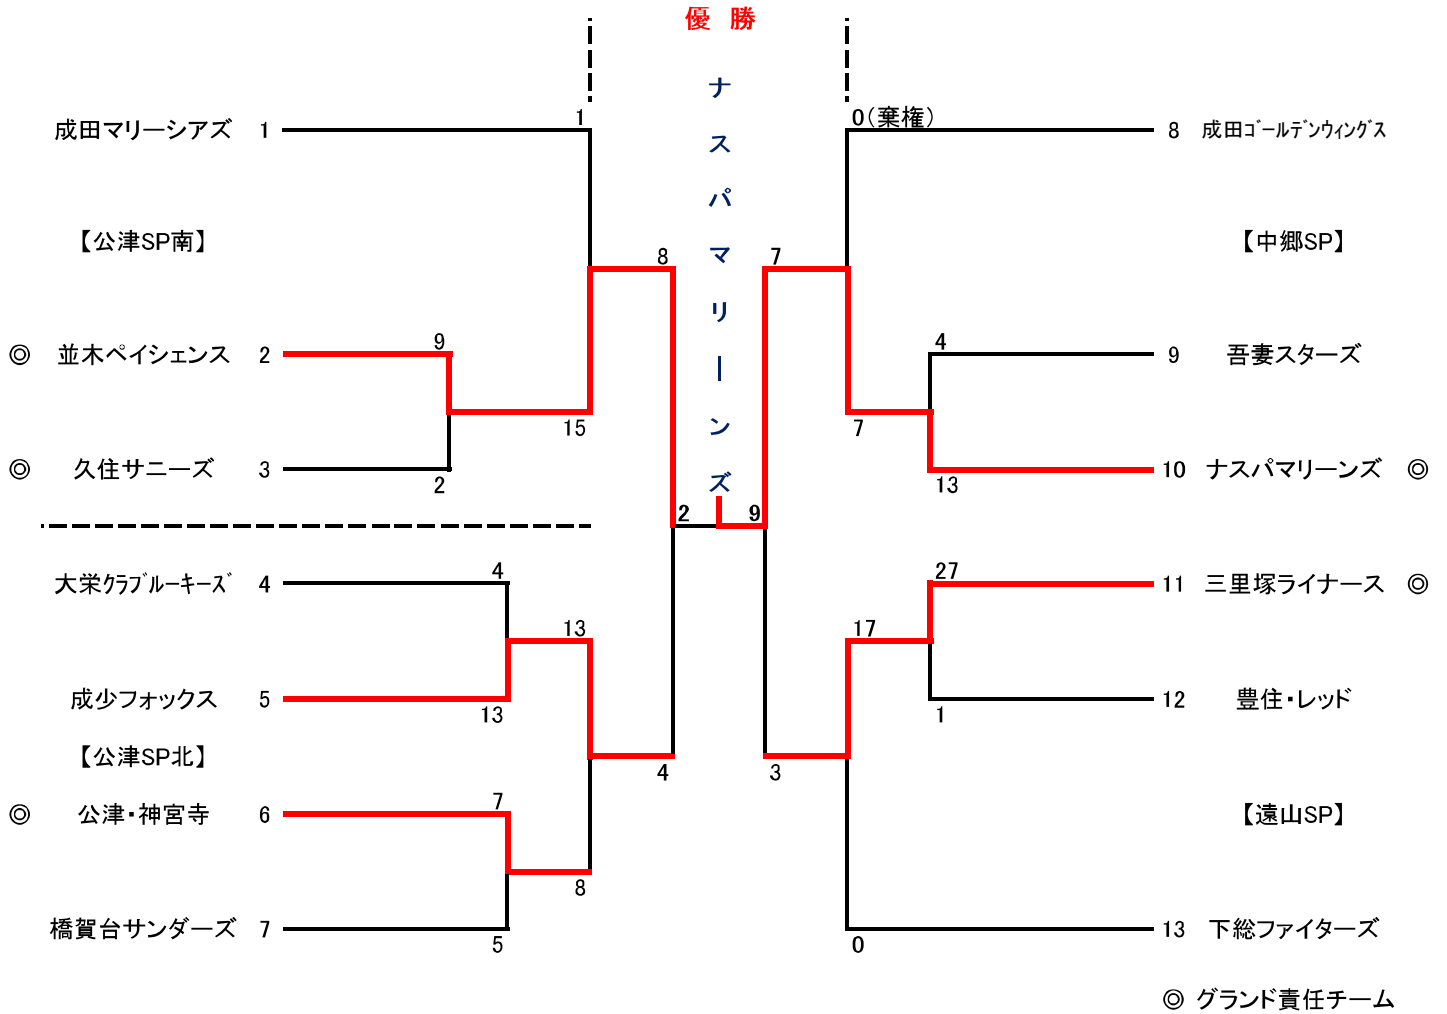 優 勝
ナスパマリーンズ
1
成田マリーシアズ 1
【公津SP南】
8
9
◎ 並木ペイシェンス 2
15
◎ 久住サニーズ 3
2
4
大栄クラブルーキーズ 4
13
成少フォックス 5
13
【公津SP北】
4
7
◎ 公津・神宮寺 6
8
橋賀台サンダーズ 7
5
2 9
0(棄権)
8 成田ゴールデンウィングス
【中郷SP】
7
4
9 吾妻スターズ
7
10 ナスパマリーンズ ◎
13
27
11 三里塚ライナース ◎
17
12 豊住・レッド
1
3
【遠山SP】
13 下総ファイターズ
0
◎ グランド責任チーム